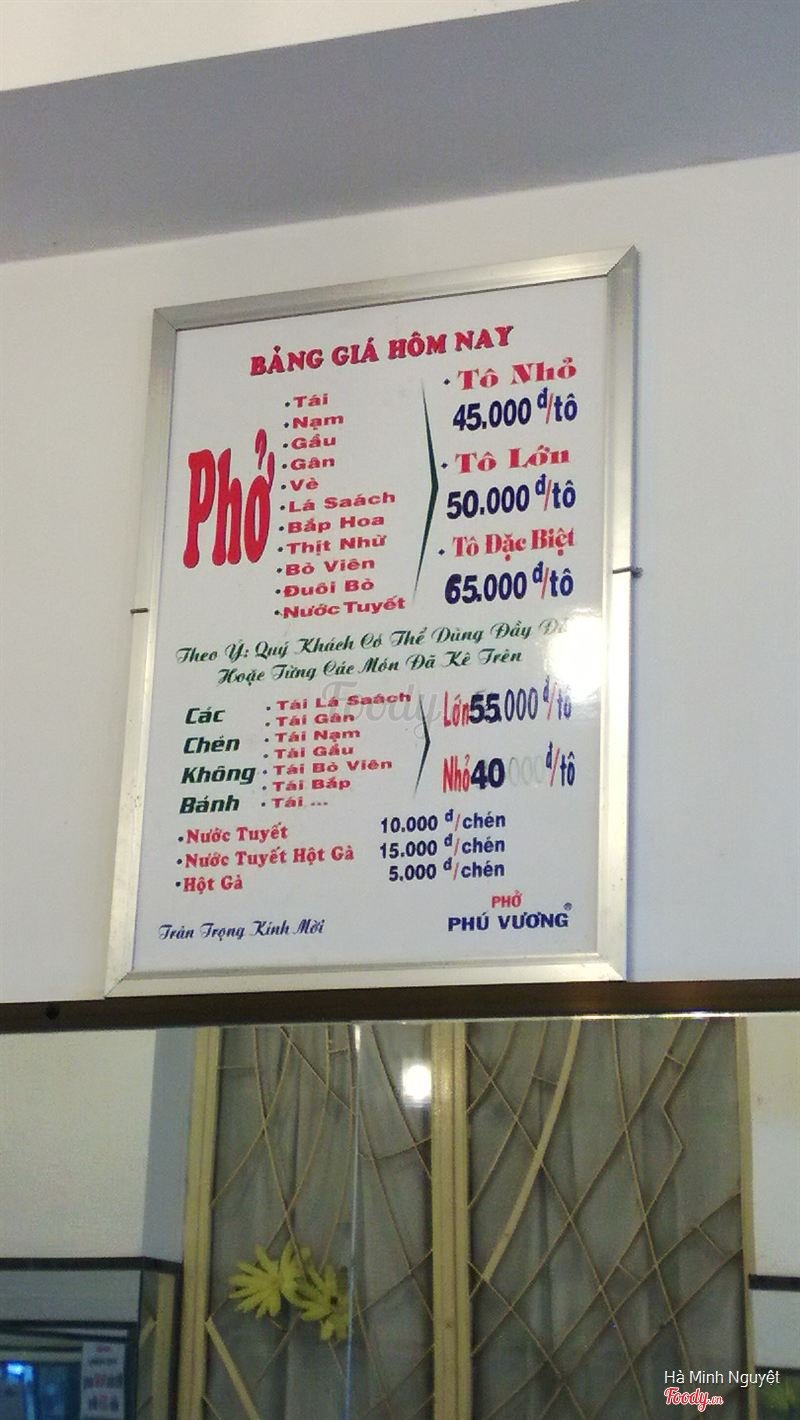 BẢNG GIÁ HÔM NAY
Phở
• Tái
• Nạm
• Gầu
• Gân
• Vè
• Lá Saách
• Bắp Hoa
• Thịt Nhừ
• Bò Viên
• Đuôi Bò
• Nước Tuyết
• Tô Nhỏ
45.000 đ/tô
• Tô Lớn
50.000 đ/tô
• Tô Đặc Biệt
65.000 đ/tô
Theo Ý: Quý Khách Có Thể Dùng Đầy Đủ
Hoặc Từng Các Món Đã Kê Trên
Các
Chén
Không
Bánh
• Tái Lá Saách
• Tái Gân
• Tái Nạm
• Tái Gầu
• Tái Bò Viên
• Tái Bắp
• Tái ...
Lớn 55.000 đ/tô
Nhỏ 40.000 đ/tô
• Nước Tuyết 10.000 đ/chén
• Nước Tuyết Hột Gà 15.000 đ/chén
• Hột Gà 5.000 đ/chén
Trân Trọng Kính Mời
PHỞ
PHÚ VƯƠNG®
Foody
Hà Minh Nguyệt
Foody.vn